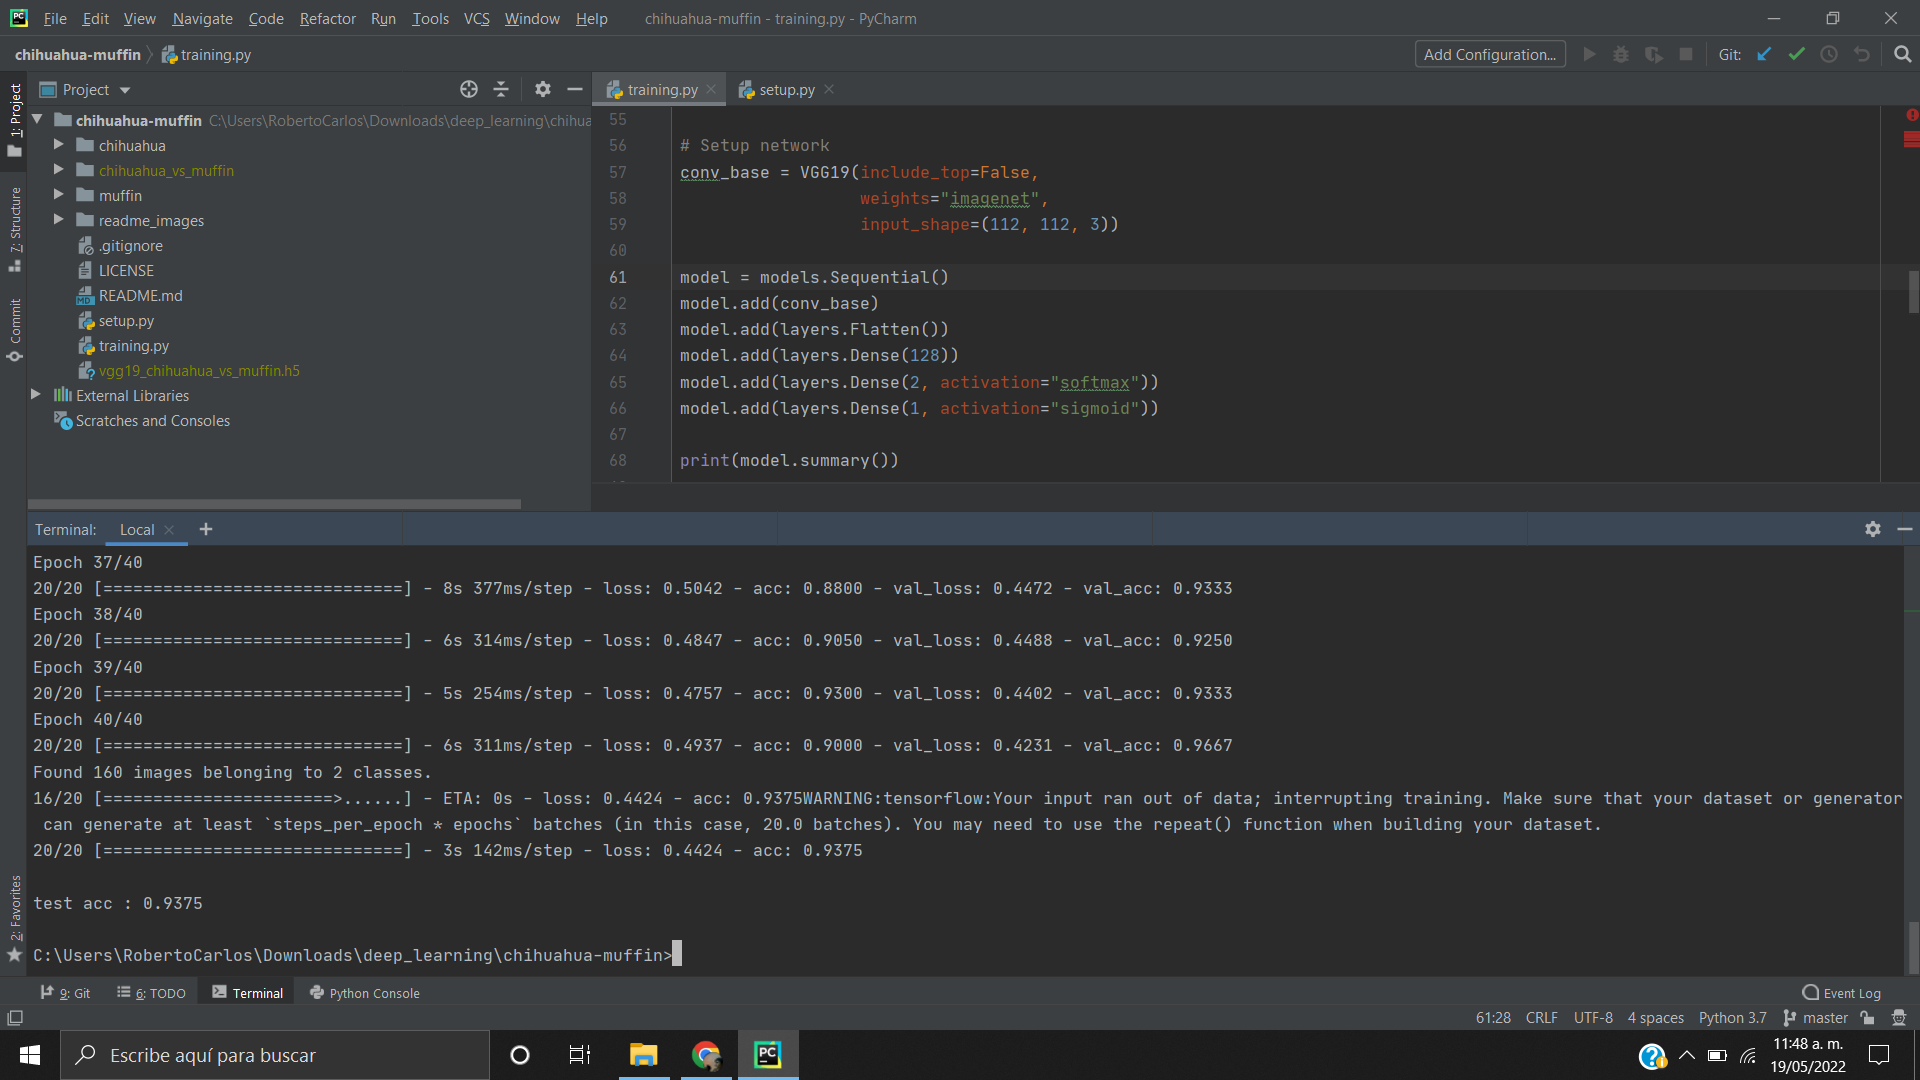 File Edit View Navigate Code Refactor Run Tools VCS Window Help chihuahua-muffin - training.py - PyCharm
chihuahua-muffin training.py Add Configuration... Git:
1: Project
7: Structure
Commit
2: Favorites
Project
chihuahua-muffin C:\Users\RobertoCarlos\Downloads\deep_learning\chihua
chihuahua
chihuahua_vs_muffin
muffin
readme_images
.gitignore
LICENSE
README.md
setup.py
training.py
vgg19_chihuahua_vs_muffin.h5
External Libraries
Scratches and Consoles
training.py setup.py
55
56 # Setup network
57 conv_base = VGG19(include_top=False,
58 weights="imagenet",
59 input_shape=(112, 112, 3))
60
61 model = models.Sequential()
62 model.add(conv_base)
63 model.add(layers.Flatten())
64 model.add(layers.Dense(128))
65 model.add(layers.Dense(2, activation="softmax"))
66 model.add(layers.Dense(1, activation="sigmoid"))
67
68 print(model.summary())
Terminal: Local +
Epoch 37/40
20/20 [==============================] - 8s 377ms/step - loss: 0.5042 - acc: 0.8800 - val_loss: 0.4472 - val_acc: 0.9333
Epoch 38/40
20/20 [==============================] - 6s 314ms/step - loss: 0.4847 - acc: 0.9050 - val_loss: 0.4488 - val_acc: 0.9250
Epoch 39/40
20/20 [==============================] - 5s 254ms/step - loss: 0.4757 - acc: 0.9300 - val_loss: 0.4402 - val_acc: 0.9333
Epoch 40/40
20/20 [==============================] - 6s 311ms/step - loss: 0.4937 - acc: 0.9000 - val_loss: 0.4231 - val_acc: 0.9667
Found 160 images belonging to 2 classes.
16/20 [=======================>......] - ETA: 0s - loss: 0.4424 - acc: 0.9375WARNING:tensorflow:Your input ran out of data; interrupting training. Make sure that your dataset or generator
can generate at least `steps_per_epoch * epochs` batches (in this case, 20.0 batches). You may need to use the repeat() function when building your dataset.
20/20 [==============================] - 3s 142ms/step - loss: 0.4424 - acc: 0.9375
test acc : 0.9375
C:\Users\RobertoCarlos\Downloads\deep_learning\chihuahua-muffin>
9: Git 6: TODO Terminal Python Console Event Log
61:28 CRLF UTF-8 4 spaces Python 3.7 master
Escribe aquí para buscar
11:48 a. m.
19/05/2022